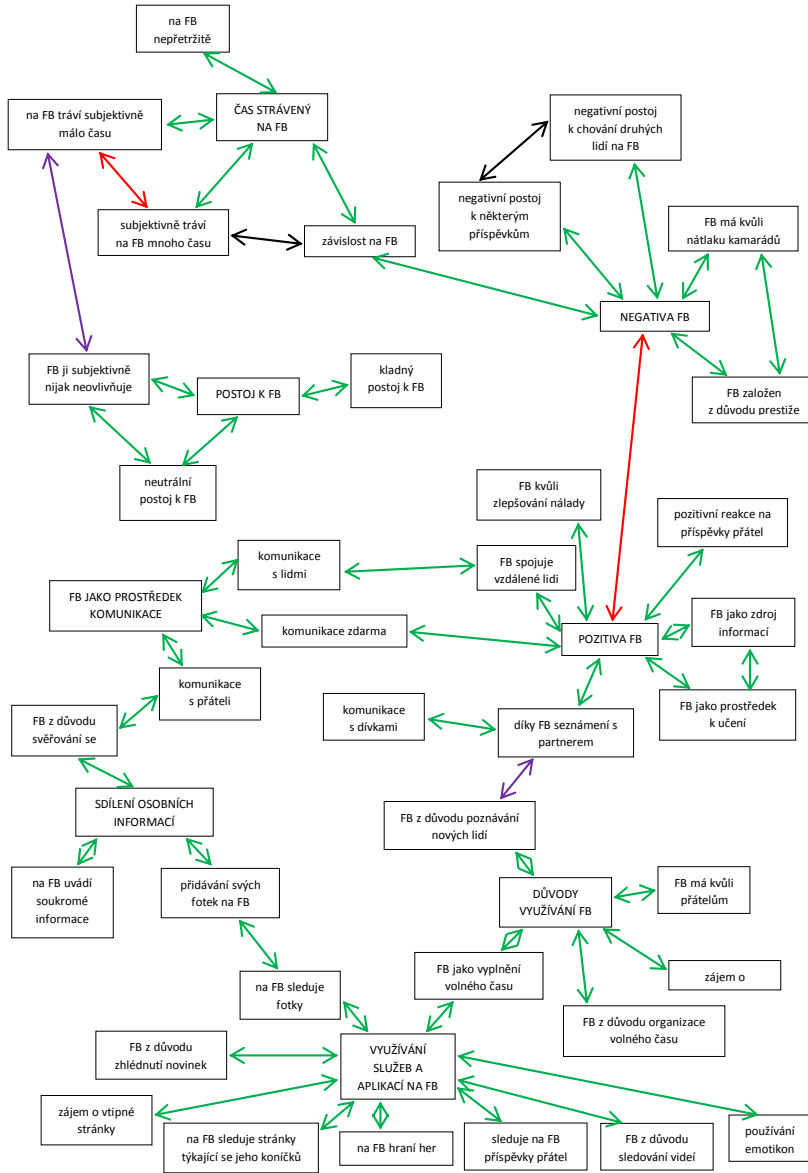 na FB
nepřetržitě
ČAS STRÁVENÝ
NA FB
na FB tráví subjektivně
málo času
negativní postoj
k chování druhých
lidí na FB
subjektivně tráví
na FB mnoho času
závislost na FB
negativní postoj
k některým
příspěvkům
FB má kvůli
nátlaku kamarádů
NEGATIVA FB
FB ji subjektivně
nijak neovlivňuje
POSTOJ K FB
kladný
postoj k FB
FB založen
z důvodu prestiže
neutrální
postoj k FB
FB kvůli
zlepšování nálady
pozitivní reakce na
příspěvky přátel
komunikace
s lidmi
FB spojuje
vzdálené lidi
FB JAKO PROSTŘEDEK
KOMUNIKACE
komunikace zdarma
POZITIVA FB
FB jako zdroj
informací
komunikace
s přáteli
FB jako prostředek
k učení
FB z důvodu
svěřování se
komunikace
s dívkami
díky FB seznámení s
partnerem
SDÍLENÍ OSOBNÍCH
INFORMACÍ
FB z důvodu poznávání
nových lidí
na FB uvádí
soukromé
informace
přidávání svých
fotek na FB
DŮVODY
VYUŽÍVÁNÍ FB
FB má kvůli
přátelům
na FB sleduje
fotky
FB jako vyplnění
volného času
zájem o
FB z důvodu organizace
volného času
FB z důvodu
zhlédnutí novinek
VYUŽÍVÁNÍ
SLUŽEB A
APLIKACÍ NA FB
zájem o vtipné
stránky
na FB sleduje stránky
týkající se jeho koníčků
na FB hraní her
sleduje na FB
příspěvky přátel
FB z důvodu
sledování videí
používání
emotikon